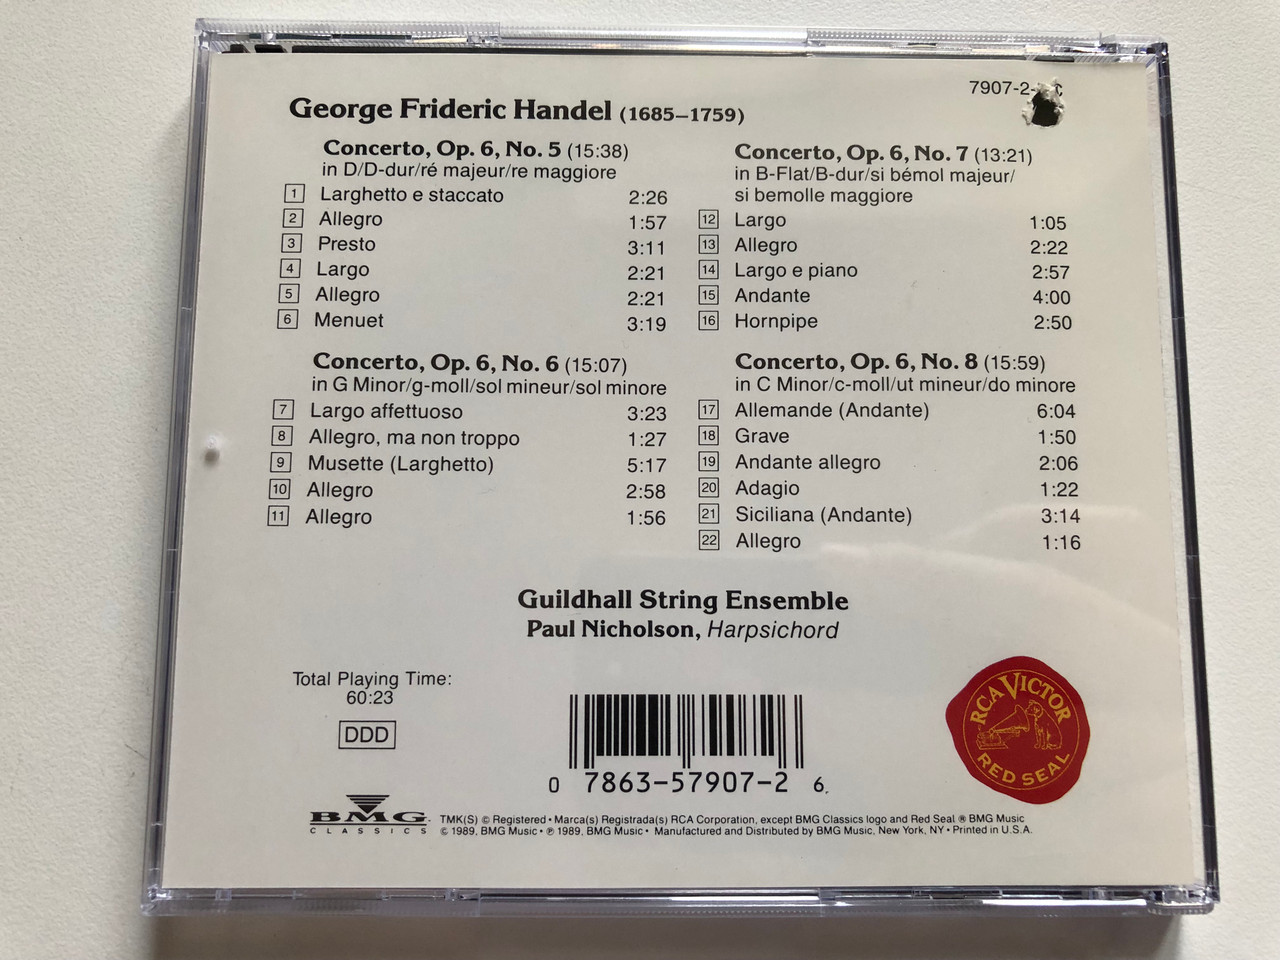 7907-2-
George Frideric Handel (1685–1759)
Concerto, Op. 6, No. 5 (15:38)
in D/D-dur/ré majeur/re maggiore
1 Larghetto e staccato 2:26
2 Allegro 1:57
3 Presto 3:11
4 Largo 2:21
5 Allegro 2:21
6 Menuet 3:19
Concerto, Op. 6, No. 6 (15:07)
in G Minor/g-moll/sol mineur/sol minore
7 Largo affettuoso 3:23
8 Allegro, ma non troppo 1:27
9 Musette (Larghetto) 5:17
10 Allegro 2:58
11 Allegro 1:56
Concerto, Op. 6, No. 7 (13:21)
in B-Flat/B-dur/si bémol majeur/
si bemolle maggiore
12 Largo 1:05
13 Allegro 2:22
14 Largo e piano 2:57
15 Andante 4:00
16 Hornpipe 2:50
Concerto, Op. 6, No. 8 (15:59)
in C Minor/c-moll/ut mineur/do minore
17 Allemande (Andante) 6:04
18 Grave 1:50
19 Andante allegro 2:06
20 Adagio 1:22
21 Siciliana (Andante) 3:14
22 Allegro 1:16
Guildhall String Ensemble
Paul Nicholson, Harpsichord
Total Playing Time:
60:23
DDD
0 7863-57907-2 6
RCA VICTOR
RED SEAL
BMG
CLASSICS
TMK(S) © Registered • Marca(s) Registrada(s) RCA Corporation, except BMG Classics logo and Red Seal ® BMG Music
© 1989, BMG Music • ℗ 1989, BMG Music • Manufactured and Distributed by BMG Music, New York, NY • Printed in U.S.A.